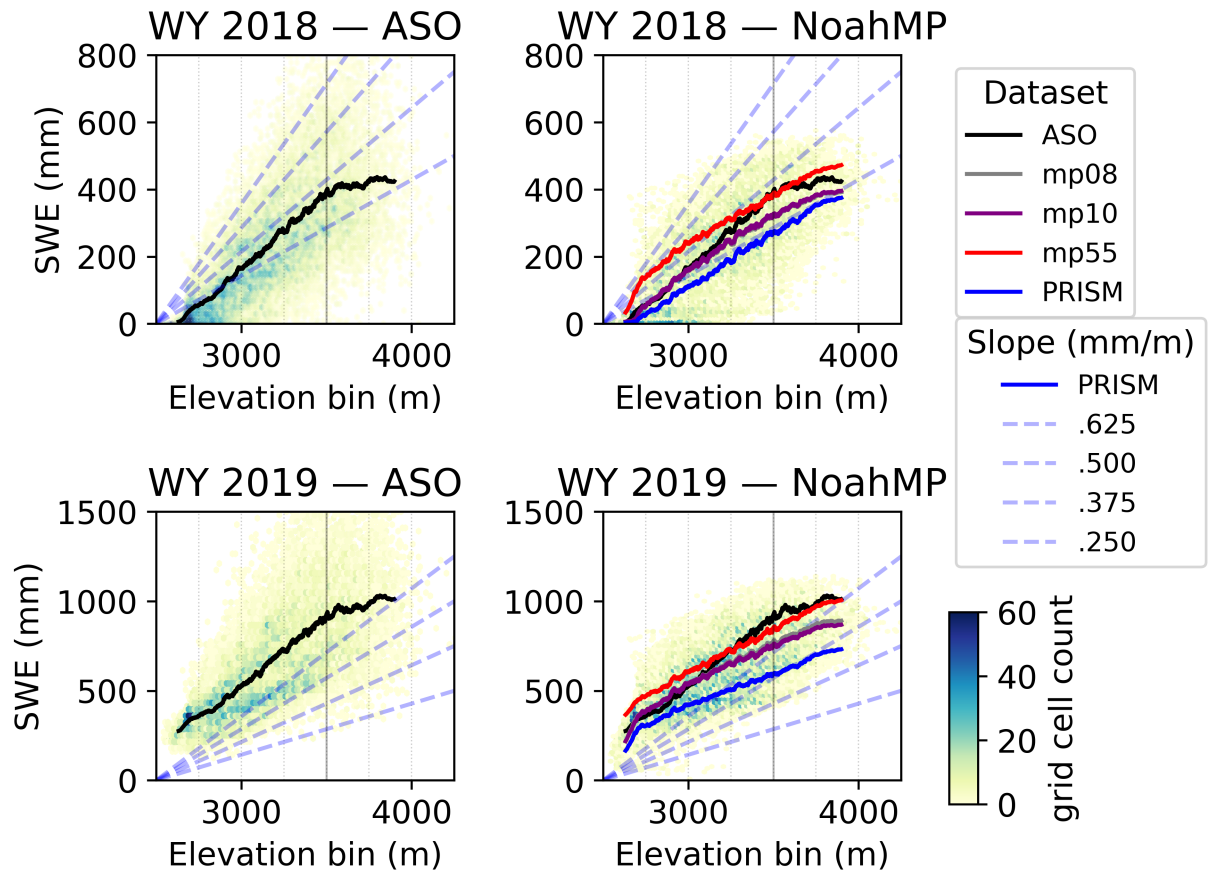 WY 2018 — ASO
WY 2018 — NoahMP
800
600
400
200
0
SWE (mm)
3000
4000
Elevation bin (m)
800
600
400
200
0
3000
4000
Elevation bin (m)
Dataset
ASO
mp08
mp10
mp55
PRISM
Slope (mm/m)
PRISM
.625
.500
.375
.250
WY 2019 — ASO
WY 2019 — NoahMP
1500
1000
500
0
SWE (mm)
3000
4000
Elevation bin (m)
1500
1000
500
0
3000
4000
Elevation bin (m)
60
40
20
0
grid cell count